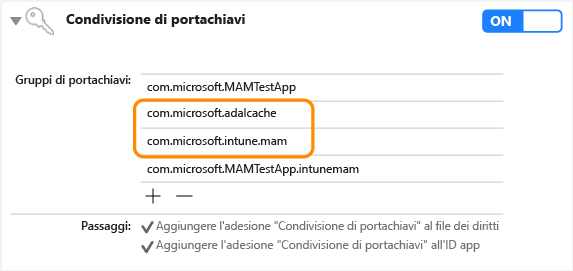 Condivisione di portachiavi
ON
Gruppi di portachiavi:
com.microsoft.MAMTestApp
com.microsoft.adalcache
com.microsoft.intune.mam
com.microsoft.MAMTestApp.intunemam
+ −
Passaggi: ✓ Aggiungere l'adesione "Condivisione di portachiavi" al file dei diritti
✓ Aggiungere l'adesione "Condivisione di portachiavi" all'ID app